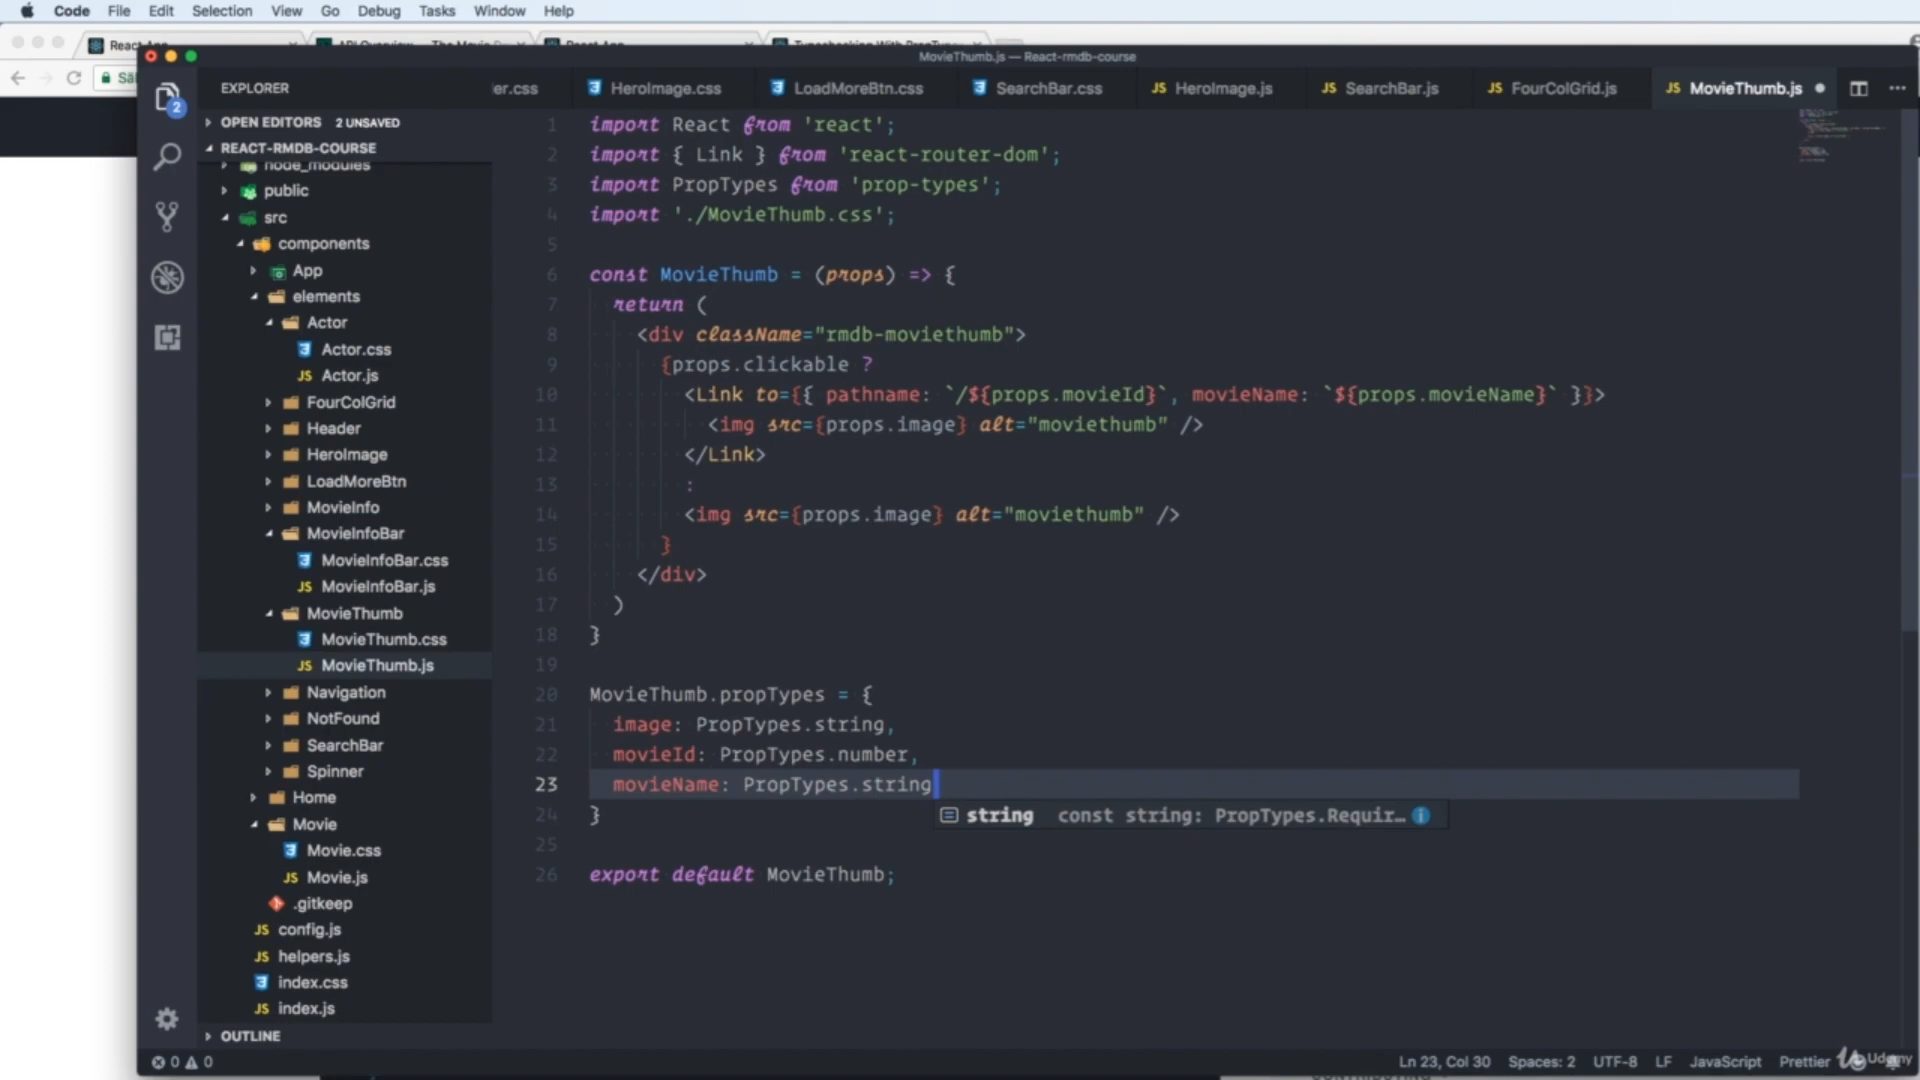 Code File Edit Selection View Go Debug Tasks Window Help
MovieThumb.js — React-rmdb-course
EXPLORER
er.css HeroImage.css LoadMoreBtn.css SearchBar.css HeroImage.js SearchBar.js FourColGrid.js MovieThumb.js
OPEN EDITORS 2 UNSAVED
REACT-RMDB-COURSE
node_modules
public
src
components
App
elements
Actor
Actor.css
Actor.js
FourColGrid
Header
HeroImage
LoadMoreBtn
MovieInfo
MovieInfoBar
MovieInfoBar.css
MovieInfoBar.js
MovieThumb
MovieThumb.css
MovieThumb.js
Navigation
NotFound
SearchBar
Spinner
Home
Movie
Movie.css
Movie.js
.gitkeep
config.js
helpers.js
index.css
index.js
OUTLINE
2
1 import React from 'react';
2 import { Link } from 'react-router-dom';
3 import PropTypes from 'prop-types';
4 import './MovieThumb.css';
5
6 const MovieThumb = (props) => {
7 return (
8 <div className="rmdb-moviethumb">
9 {props.clickable ?
10 <Link to={{ pathname: `/${props.movieId}`, movieName: `${props.movieName}` }}>
11 <img src={props.image} alt="moviethumb" />
12 </Link>
13 :
14 <img src={props.image} alt="moviethumb" />
15 }
16 </div>
17 )
18 }
19
20 MovieThumb.propTypes = {
21 image: PropTypes.string,
22 movieId: PropTypes.number,
23 movieName: PropTypes.string
string const string: PropTypes.Requir…
24 }
25
26 export default MovieThumb;
0 0 Ln 23, Col 30 Spaces: 2 UTF-8 LF JavaScript Prettier Udemy